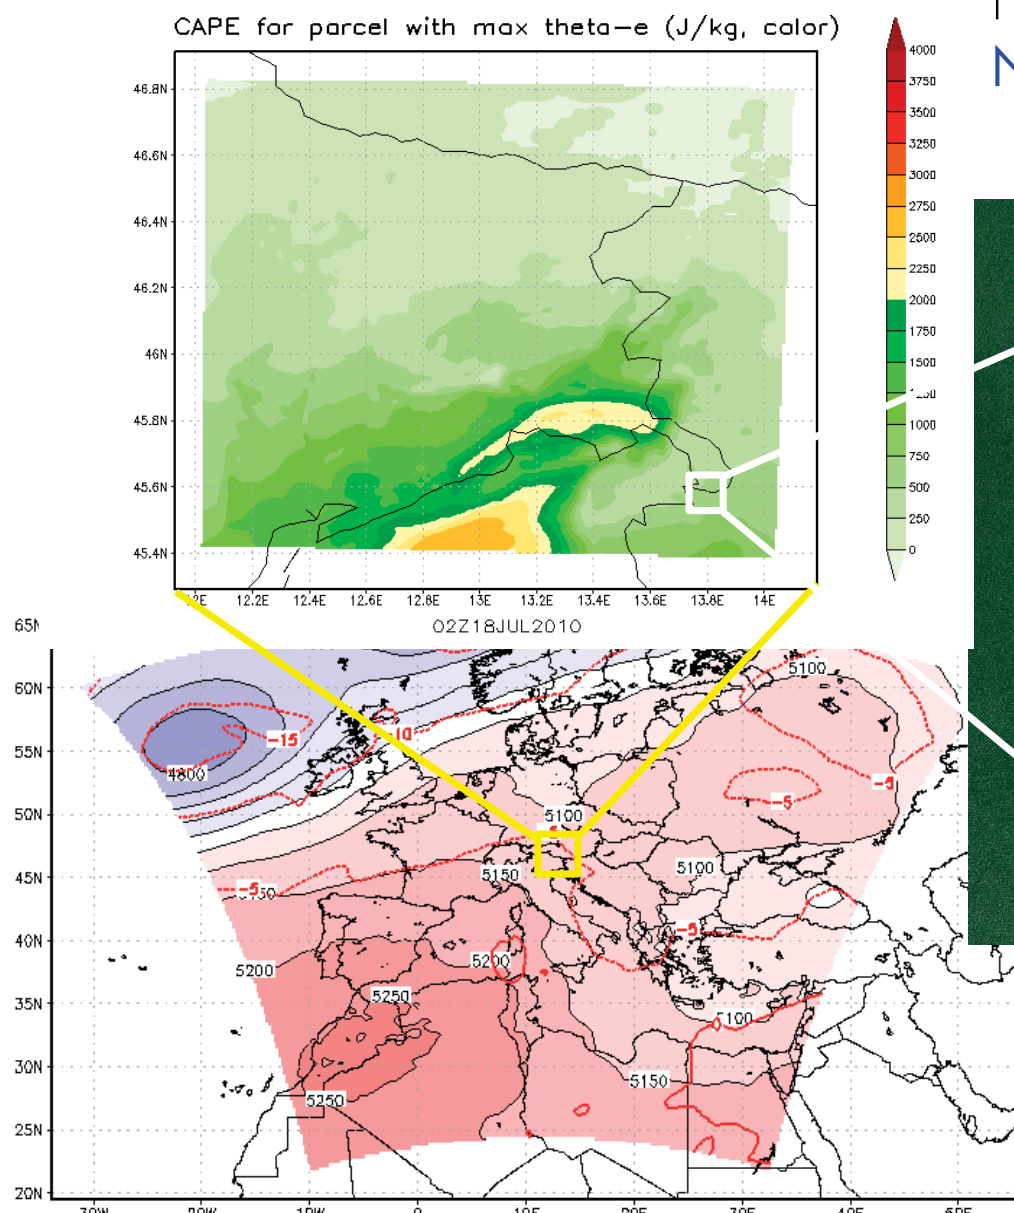 CAPE for parcel with max theta-e (J/kg, color)
4000
3750
3500
3250
3000
2750
2500
2250
2000
1750
1500
1000
750
500
250
0
46.8N
46.6N
46.4N
46.2N
46N
45.8N
45.6N
45.4N
12.2E 12.4E 12.6E 12.8E 13E 13.2E 13.4E 13.6E 13.8E 14E
02Z18JUL2010
65N
60N
55N
50N
45N
40N
35N
30N
25N
20N
5100
-15
-10
4800
-5
-5
5100
5150
5100
-5
5200
5200
-5
5250
5100
5150
5250